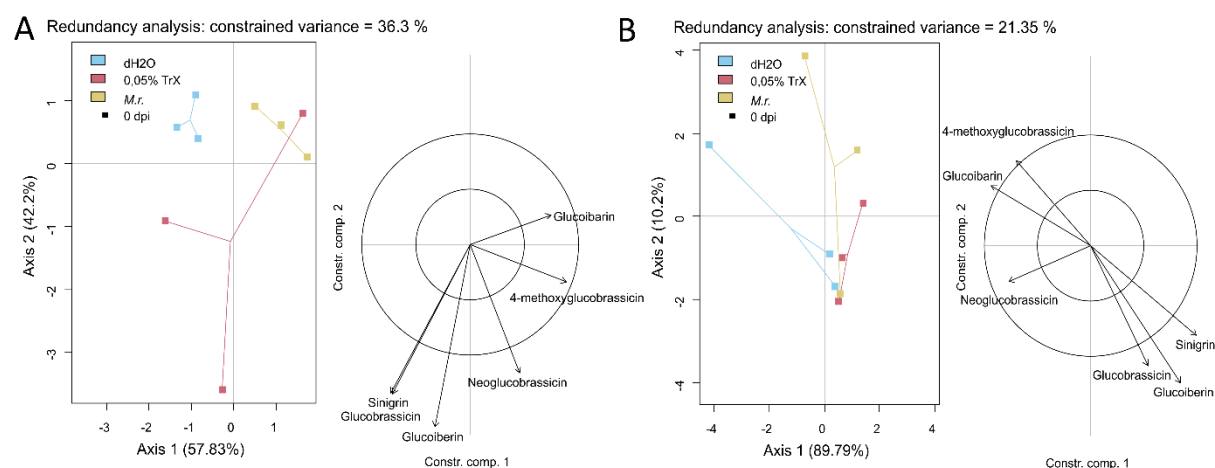 A
Redundancy analysis: constrained variance = 36.3 %
dH2O
0,05% TrX
M.r.
0 dpi
1
0
-1
-2
-3
Axis 2 (42.2%)
-3 -2 -1 0 1 2
Axis 1 (57.83%)
Constr. comp. 2
Glucoibarin
4-methoxyglucobrassicin
Neoglucobrassicin
Sinigrin
Glucobrassicin
Glucoiberin
Constr. comp. 1
B
Redundancy analysis: constrained variance = 21.35 %
dH2O
0,05% TrX
M.r.
0 dpi
4
2
0
-2
-4
Axis 2 (10.2%)
-4 -2 0 2 4
Axis 1 (89.79%)
4-methoxyglucobrassicin
Glucoibarin
Constr. comp. 2
Neoglucobrassicin
Sinigrin
Glucobrassicin
Glucoiberin
Constr. comp. 1